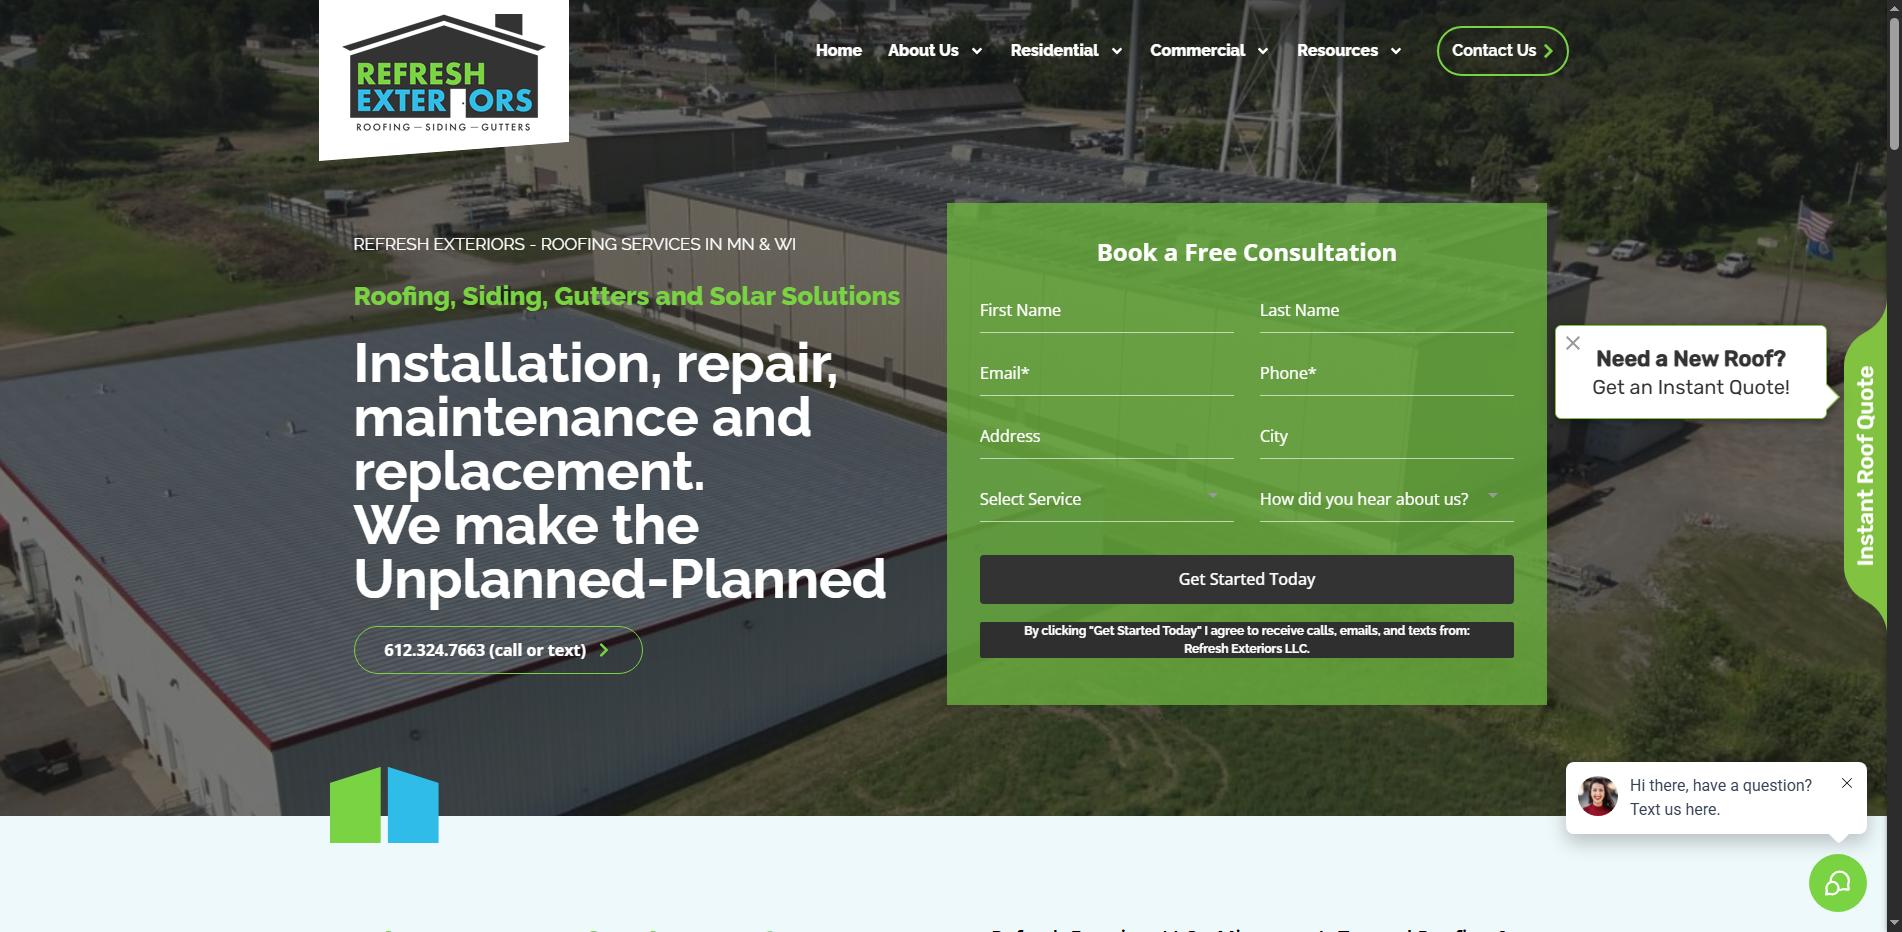 REFRESH
EXTERIORS
ROOFING — SIDING — GUTTERS
Home
About Us
Residential
Commercial
Resources
Contact Us
REFRESH EXTERIORS - ROOFING SERVICES IN MN & WI
Roofing, Siding, Gutters and Solar Solutions
Installation, repair,
maintenance and
replacement.
We make the
Unplanned-Planned
612.324.7663 (call or text)
Book a Free Consultation
First Name
Last Name
Email*
Phone*
Address
City
Select Service
How did you hear about us?
Get Started Today
By clicking "Get Started Today" I agree to receive calls, emails, and texts from:
Refresh Exteriors LLC.
Need a New Roof?
Get an Instant Quote!
Instant Roof Quote
Hi there, have a question?
Text us here.